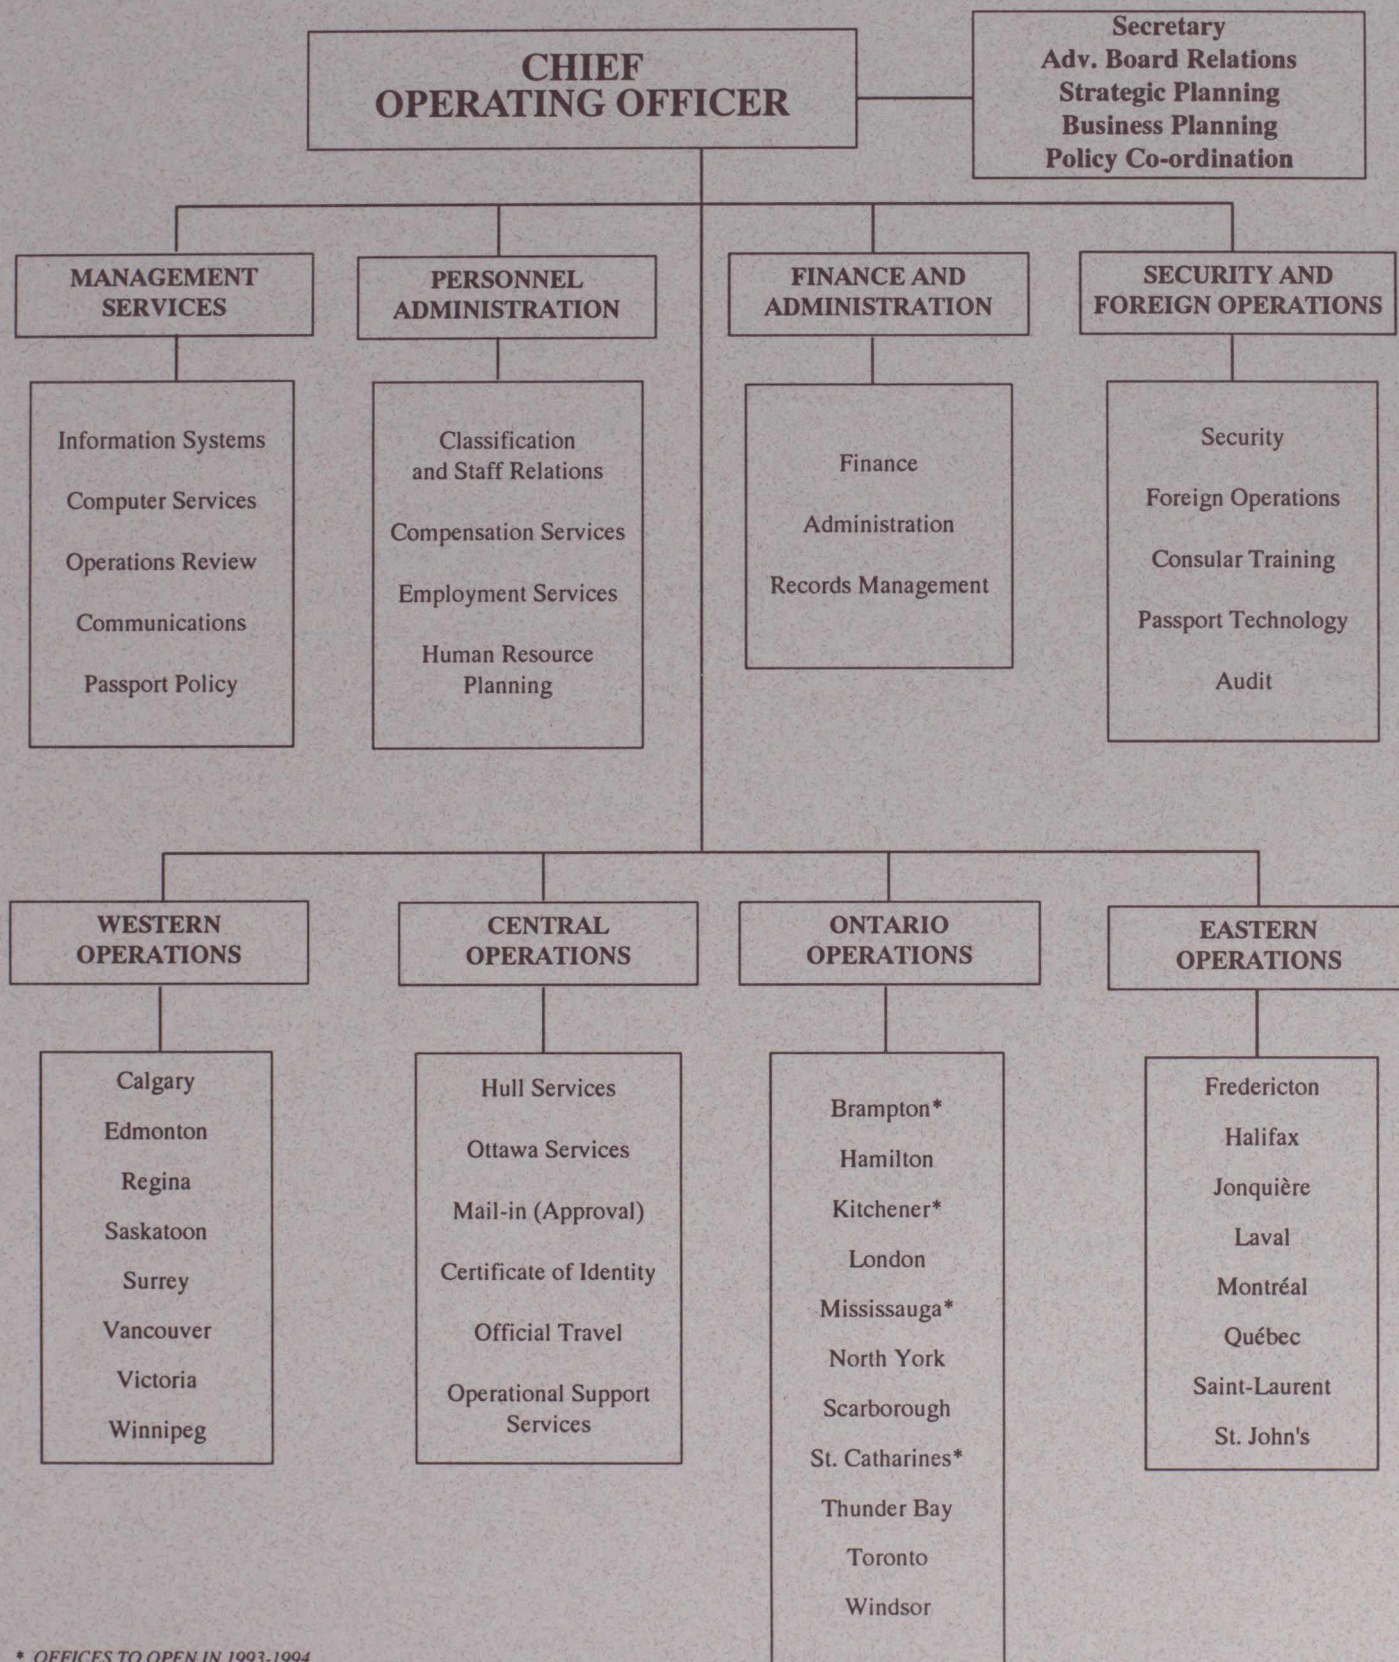 CHIEF
OPERATING OFFICER
Secretary
Adv. Board Relations
Strategic Planning
Business Planning
Policy Co-ordination
MANAGEMENT
SERVICES
Information Systems
Computer Services
Operations Review
Communications
Passport Policy
PERSONNEL
ADMINISTRATION
Classification
and Staff Relations
Compensation Services
Employment Services
Human Resource
Planning
FINANCE AND
ADMINISTRATION
Finance
Administration
Records Management
SECURITY AND
FOREIGN OPERATIONS
Security
Foreign Operations
Consular Training
Passport Technology
Audit
WESTERN
OPERATIONS
Calgary
Edmonton
Regina
Saskatoon
Surrey
Vancouver
Victoria
Winnipeg
CENTRAL
OPERATIONS
Hull Services
Ottawa Services
Mail-in (Approval)
Certificate of Identity
Official Travel
Operational Support
Services
ONTARIO
OPERATIONS
Brampton*
Hamilton
Kitchener*
London
Mississauga*
North York
Scarborough
St. Catharines*
Thunder Bay
Toronto
Windsor
EASTERN
OPERATIONS
Fredericton
Halifax
Jonquière
Laval
Montréal
Québec
Saint-Laurent
St. John's
* OFFICES TO OPEN IN 1993-1994